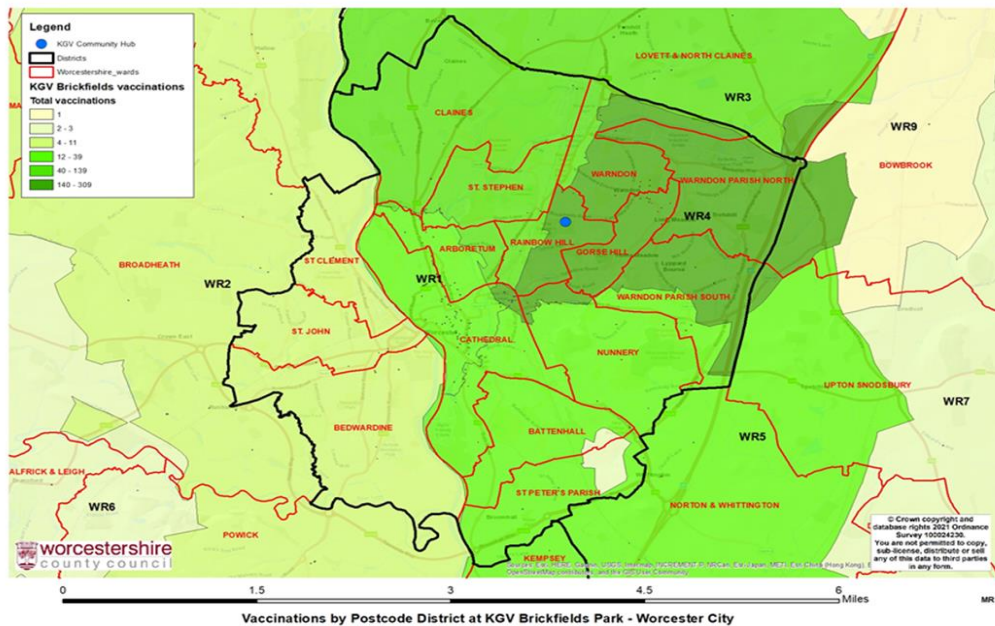 Legend
KGV Community Hub
Districts
Worcestershire_wards
KGV Brickfields vaccinations
Total vaccinations
1
2 - 3
4 - 11
12 - 39
40 - 139
140 - 309
LOVETT & NORTH CLAINES
WR3
CLAINES
WR9
BOWBROOK
WARNDON
ST. STEPHEN
WARNDON PARISH NORTH
WR4
RAINBOW HILL
ARBORETUM
GORSE HILL
ST CLEMENT
BROADHEATH
WR2
WR1
WARNDON PARISH SOUTH
ST. JOHN
CATHEDRAL
NUNNERY
UPTON SNODSBURY
WR7
BEDWARDINE
BATTENHALL
WR5
ALFRICK & LEIGH
ST PETER'S PARISH
NORTON & WHITTINGTON
WR6
POWICK
KEMPSEY
worcestershire
county council
© Crown copyright and
database rights 2021 Ordnance
Survey 100024230.
You are not permitted to copy,
sub-license, distribute or sell
any of this data to third parties
in any form.
0 1.5 3 4.5 6 Miles
Vaccinations by Postcode District at KGV Brickfields Park - Worcester City